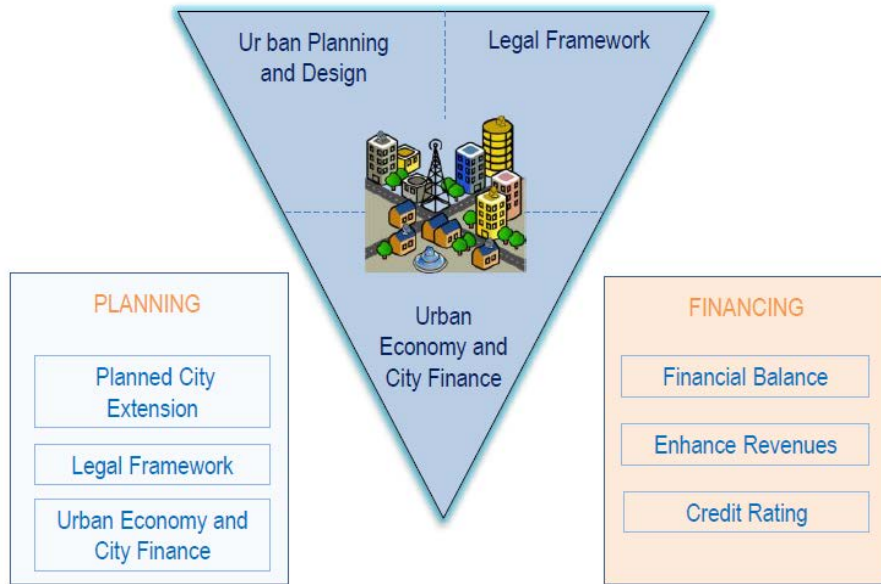 Ur ban Planning
and Design
Legal Framework
Urban
Economy and
City Finance
PLANNING
Planned City
Extension
Legal Framework
Urban Economy and
City Finance
FINANCING
Financial Balance
Enhance Revenues
Credit Rating